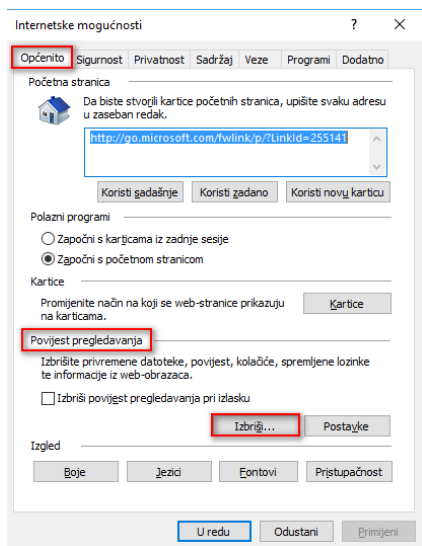 Internetske mogućnosti ? ×
Općenito Sigurnost Privatnost Sadržaj Veze Programi Dodatno
Početna stranica
Da biste stvorili kartice početnih stranica, upišite svaku adresu
u zaseban redak.
http://go.microsoft.com/fwlink/p/?LinkId=255141
Koristi sadašnje Koristi zadano Koristi novu karticu
Polazni programi
Započni s karticama iz zadnje sesije
Započni s početnom stranicom
Kartice
Promijenite način na koji se web-stranice prikazuju
na karticama.
Kartice
Povijest pregledavanja
Izbrišite privremene datoteke, povijest, kolačiće, spremljene lozinke
te informacije iz web-obrazaca.
Izbriši povijest pregledavanja pri izlasku
Izbriši... Postavke
Izgled
Boje Jezici Fontovi Pristupačnost
U redu Odustani Primijeni